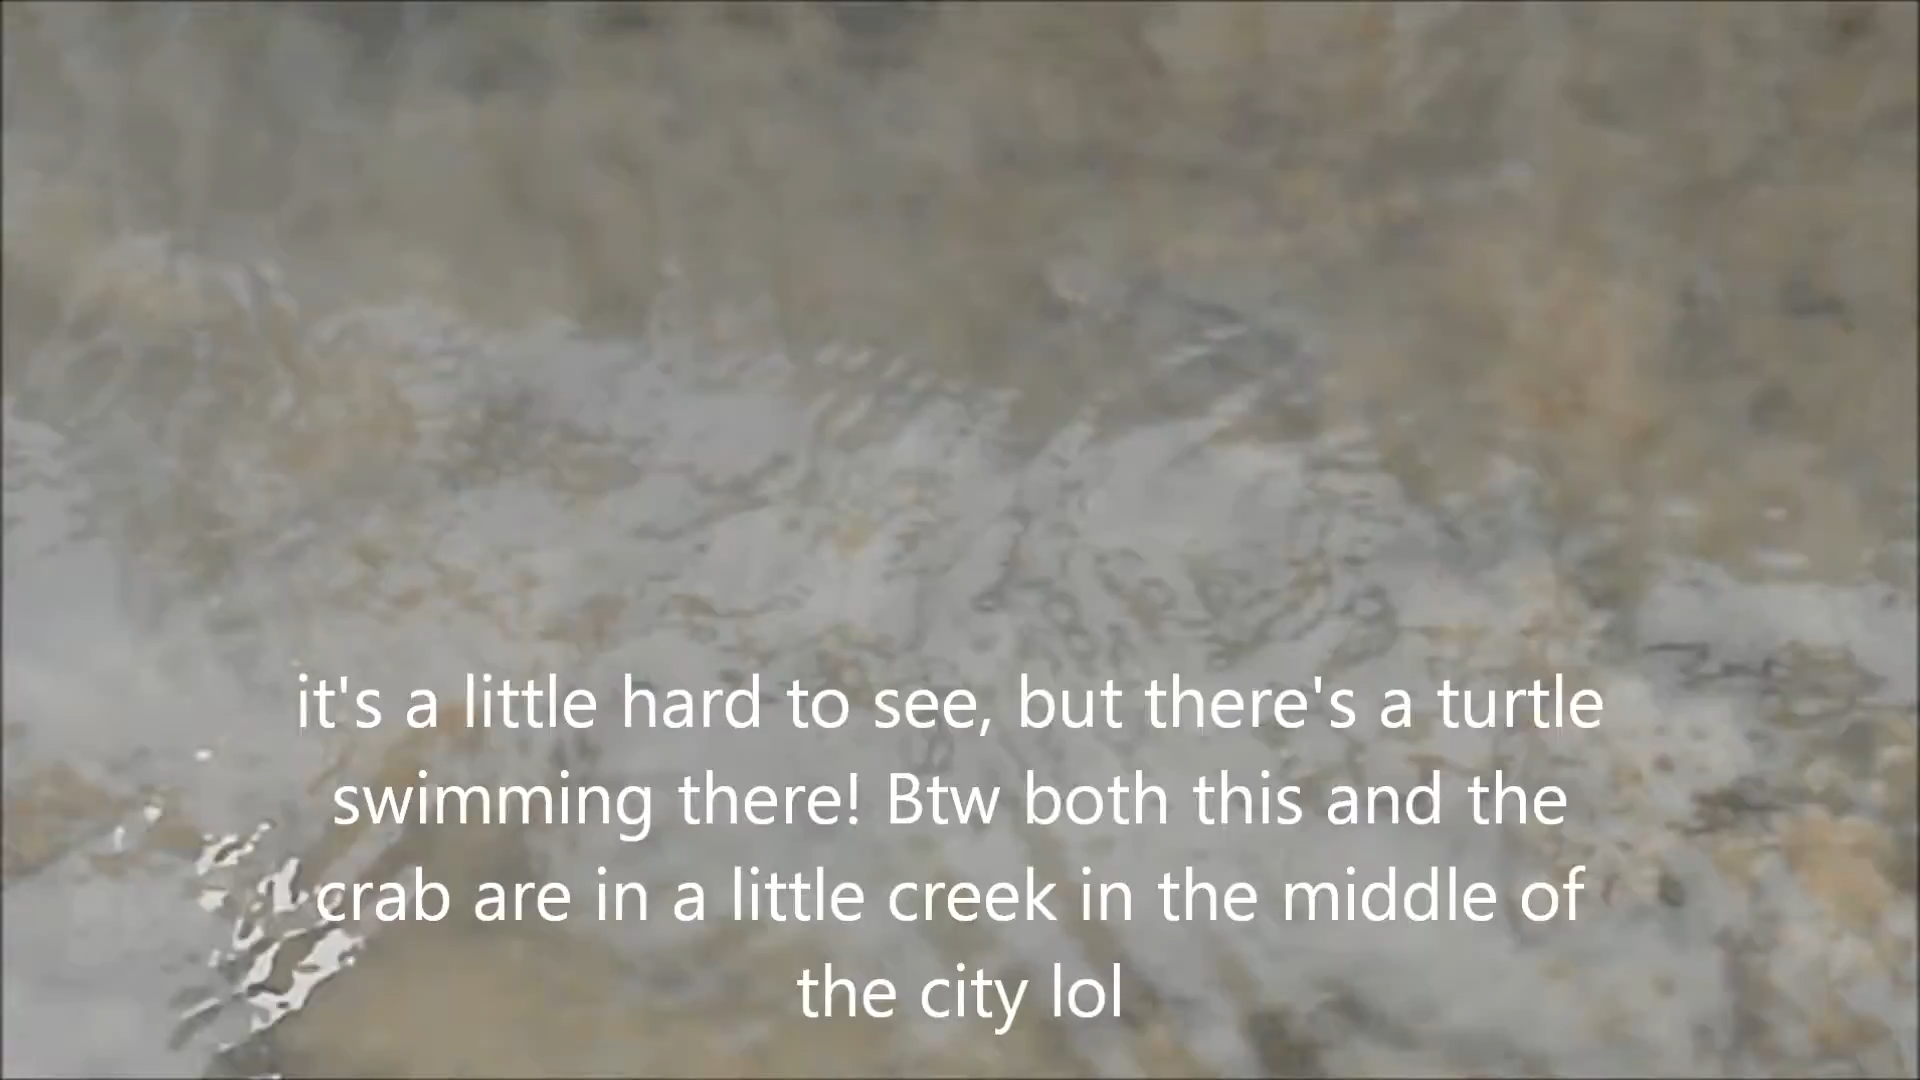 it's a little hard to see, but there's a turtle
swimming there! Btw both this and the
crab are in a little creek in the middle of
the city lol